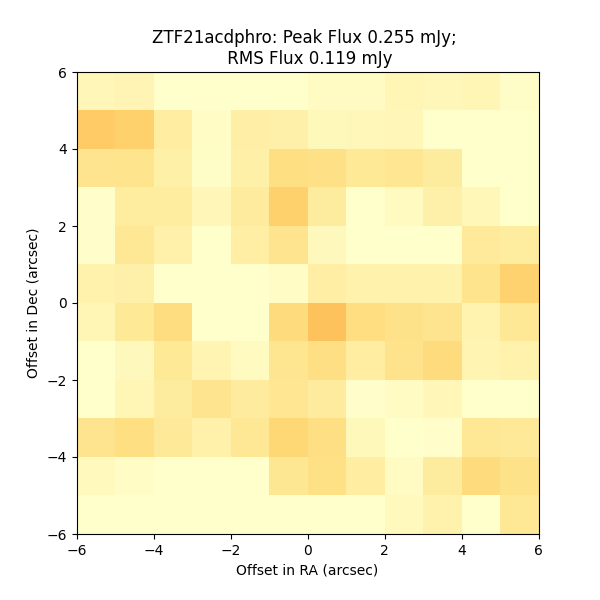 ZTF21acdphro: Peak Flux 0.255 mJy;
RMS Flux 0.119 mJy
6
4
2
0
−2
−4
−6
Offset in Dec (arcsec)
−6 −4 −2 0 2 4 6
Offset in RA (arcsec)